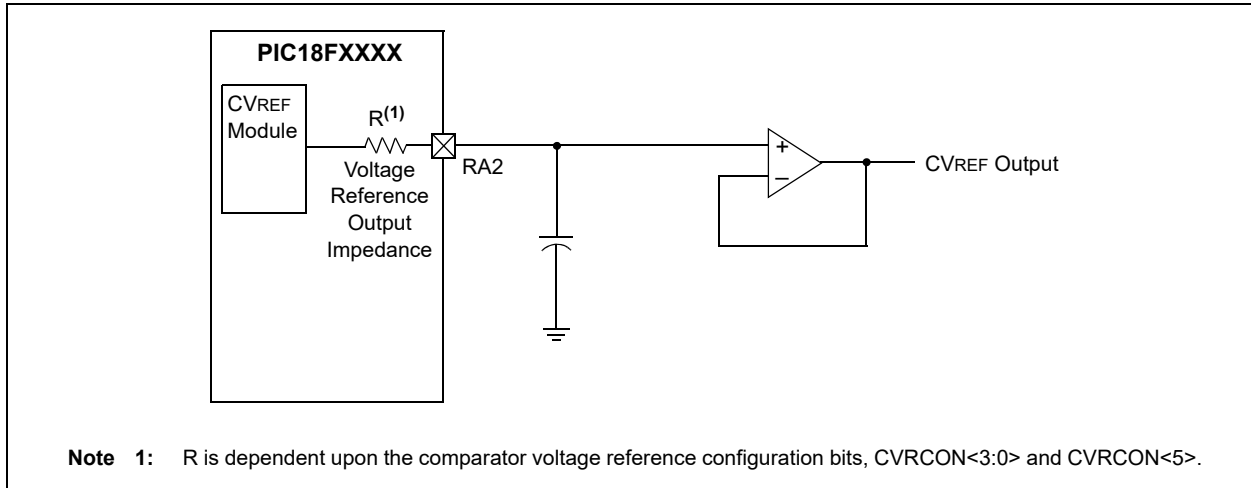 PIC18FXXXX
CVREF
Module
R(1)
Voltage
Reference
Output
Impedance
RA2
+
–
CVREF Output
Note 1: R is dependent upon the comparator voltage reference configuration bits, CVRCON<3:0> and CVRCON<5>.